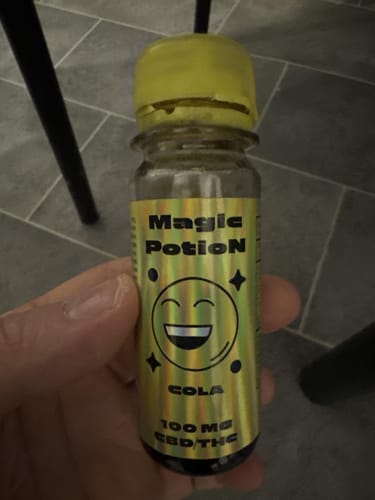 Magic
PotioN
COLA
100 MG
CBD/THC